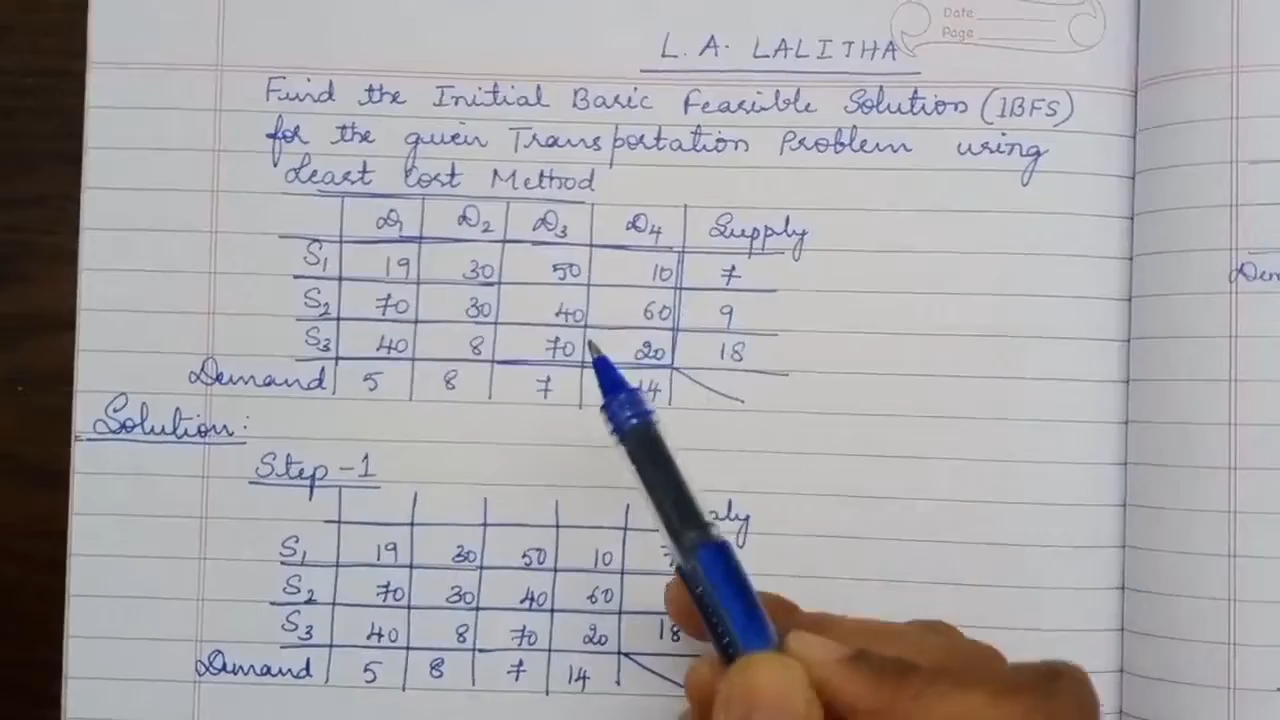 Date
Page
L. A. LALITHA
Find the Initial Basic Feasible Solution (IBFS)
for the given Transportation Problem using
Least Cost Method
D1 D2 D3 D4 Supply
S1 19 30 50 10 7
S2 70 30 40 60 9
S3 40 8 70 20 18
Demand 5 8 7 14
Solution:
Step-1
S1 19 30 50 10
S2 70 30 40 60
S3 40 8 70 20 18
Demand 5 8 7 14